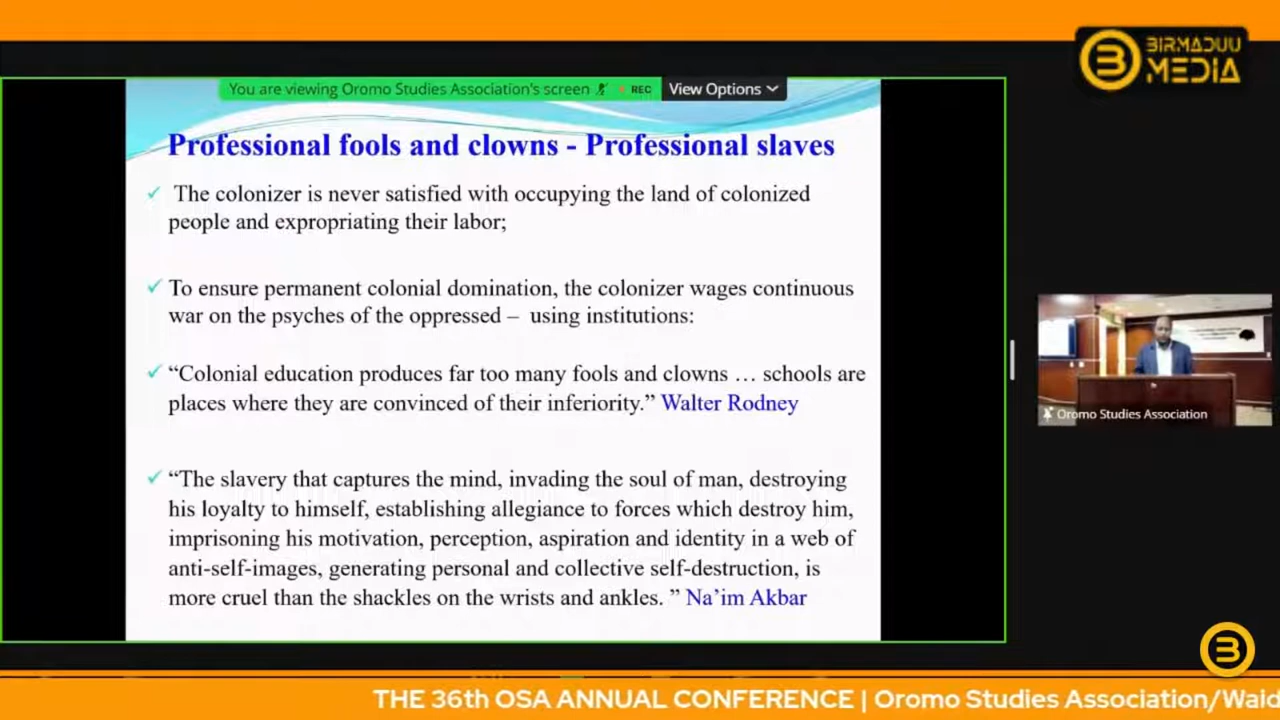 BIRMADUU
MEDIA
You are viewing Oromo Studies Association's screen REC View Options
Professional fools and clowns - Professional slaves
The colonizer is never satisfied with occupying the land of colonized
people and expropriating their labor;
To ensure permanent colonial domination, the colonizer wages continuous
war on the psyches of the oppressed – using institutions:
“Colonial education produces far too many fools and clowns … schools are
places where they are convinced of their inferiority.” Walter Rodney
“The slavery that captures the mind, invading the soul of man, destroying
his loyalty to himself, establishing allegiance to forces which destroy him,
imprisoning his motivation, perception, aspiration and identity in a web of
anti-self-images, generating personal and collective self-destruction, is
more cruel than the shackles on the wrists and ankles. ” Na’im Akbar
Oromo Studies Association
THE 36th OSA ANNUAL CONFERENCE | Oromo Studies Association/Wald